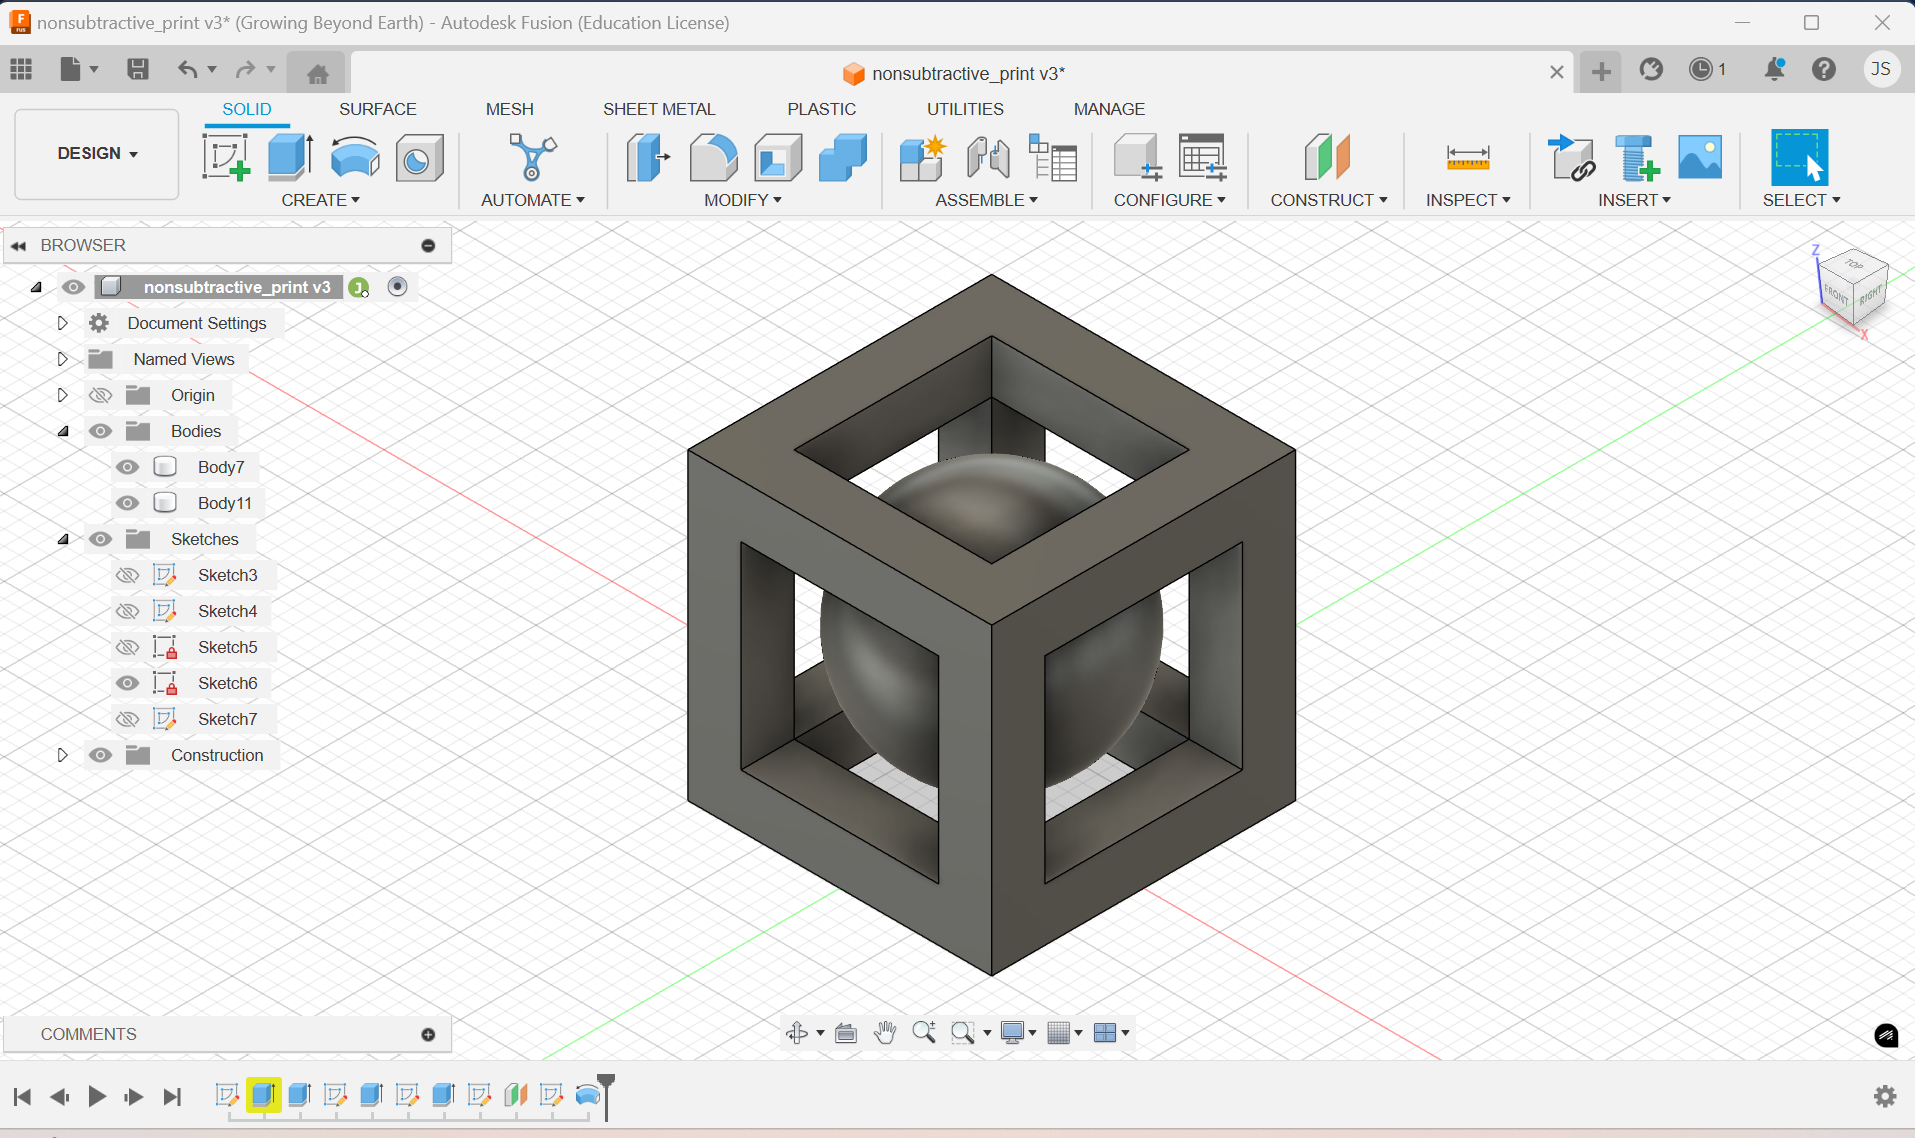 nonsubtractive_print v3* (Growing Beyond Earth) - Autodesk Fusion (Education License)
nonsubtractive_print v3*
1
JS
SOLID
SURFACE
MESH
SHEET METAL
PLASTIC
UTILITIES
MANAGE
DESIGN
CREATE
AUTOMATE
MODIFY
ASSEMBLE
CONFIGURE
CONSTRUCT
INSPECT
INSERT
SELECT
BROWSER
nonsubtractive_print v3
Document Settings
Named Views
Origin
Bodies
Body7
Body11
Sketches
Sketch3
Sketch4
Sketch5
Sketch6
Sketch7
Construction
Z
TOP
FRONT
RIGHT
X
COMMENTS